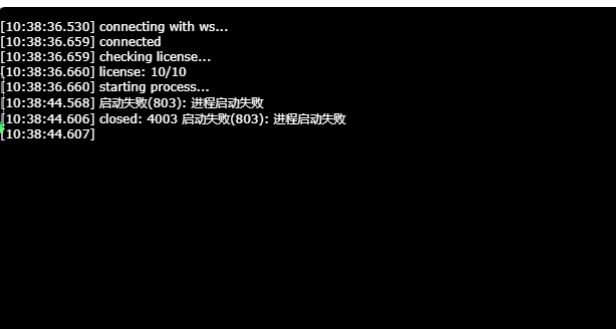 [10:38:36.530] connecting with ws...
[10:38:36.659] connected
[10:38:36.659] checking license...
[10:38:36.660] license: 10/10
[10:38:36.660] starting process...
[10:38:44.568] 启动失败(803): 进程启动失败
[10:38:44.606] closed: 4003 启动失败(803): 进程启动失败
[10:38:44.607]